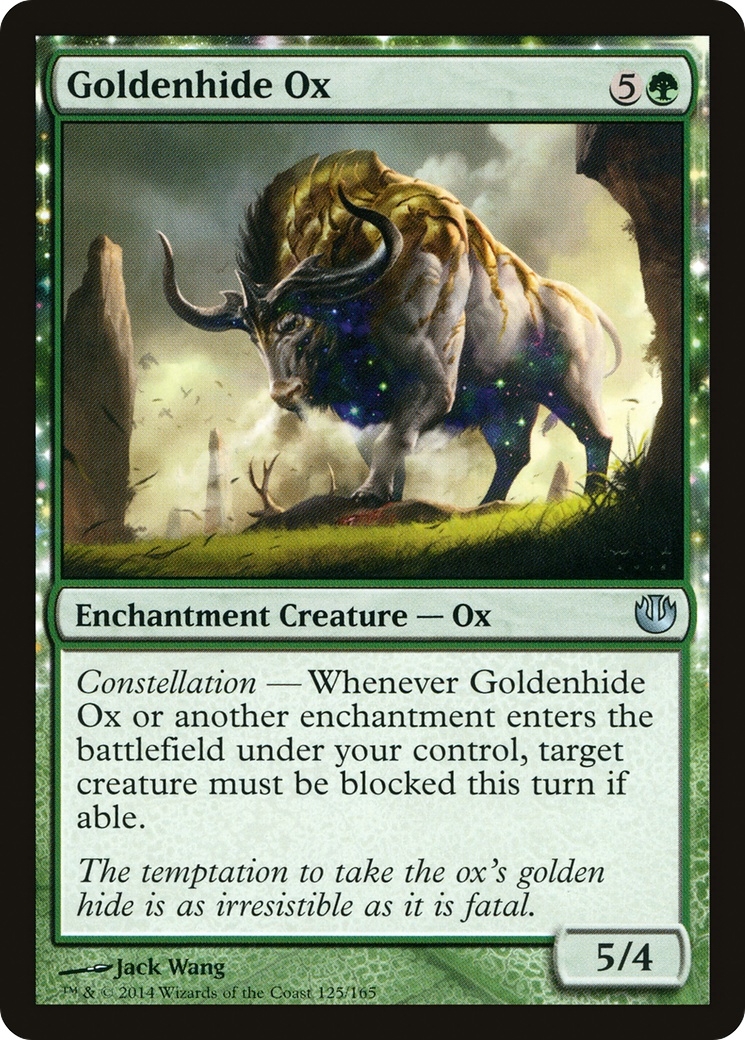 Goldenhide Ox
5
Enchantment Creature — Ox
Constellation — Whenever Goldenhide
Ox or another enchantment enters the
battlefield under your control, target
creature must be blocked this turn if
able.
The temptation to take the ox's golden
hide is as irresistible as it is fatal.
5/4
Jack Wang
™ & © 2014 Wizards of the Coast 125/165